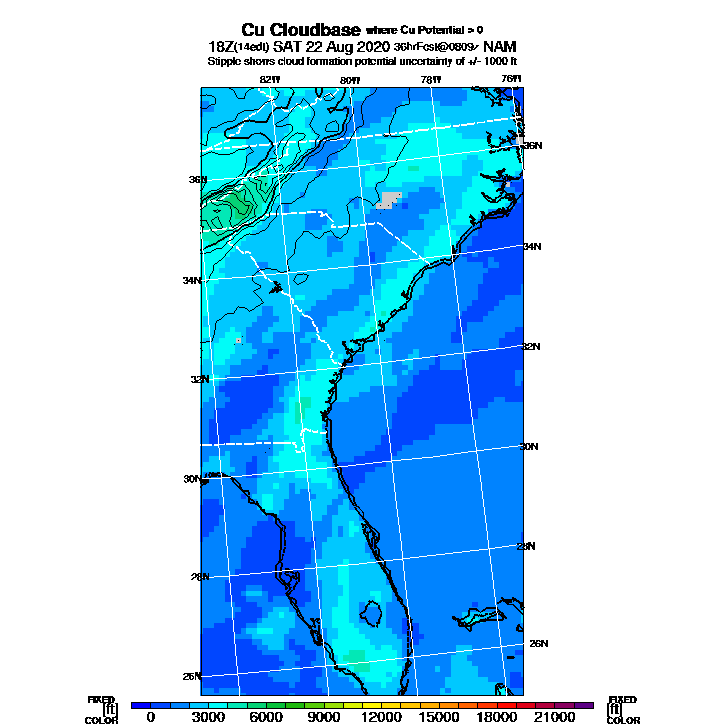 Cu Cloudbase where Cu Potential > 0
18Z(14edt) SAT 22 Aug 2020 36hrFcst@0809z NAM
Stipple shows cloud formation potential uncertainty of +/- 1000 ft
82W 80W 78W 76W
36N
36N
34N
34N
32N
32N
30N
30N
28N
28N
26N
26N
FIXED FIXED
[ft] [ft]
COLOR COLOR
0 3000 6000 9000 12000 15000 18000 21000